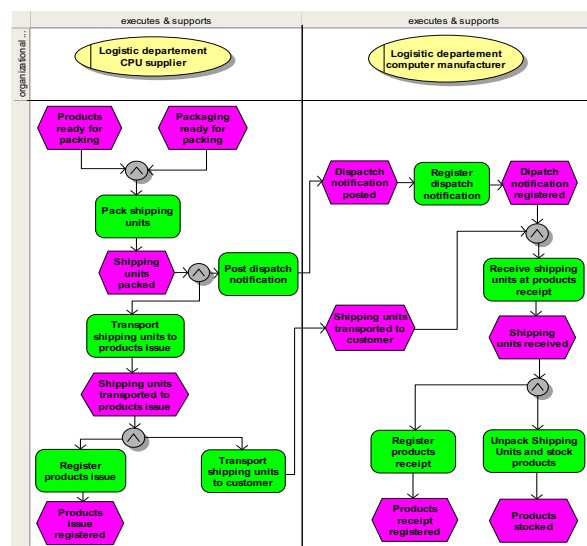 executes & supports
executes & supports
organizational ...
Logistic departement
CPU supplier
Logisitic departement
computer manufacturer
Products
ready for
packing
Packaging
ready for
packing
Dispactch
notification
posted
Register
dispatch
notification
Dipatch
notification
registered
Pack shipping
units
Shipping
units
packed
Post dispatch
notification
Receive shipping
units at products
receipt
Transport
shipping units to
products issue
Shipping units
transported to
customer
Shipping
units received
Shipping units
transported to
products issue
Register
products issue
Transport
shipping units
to customer
Register
products
receipt
Unpack Shipping
Units and stock
products
Products
issue
registered
Products
receipt
registered
Products
stocked